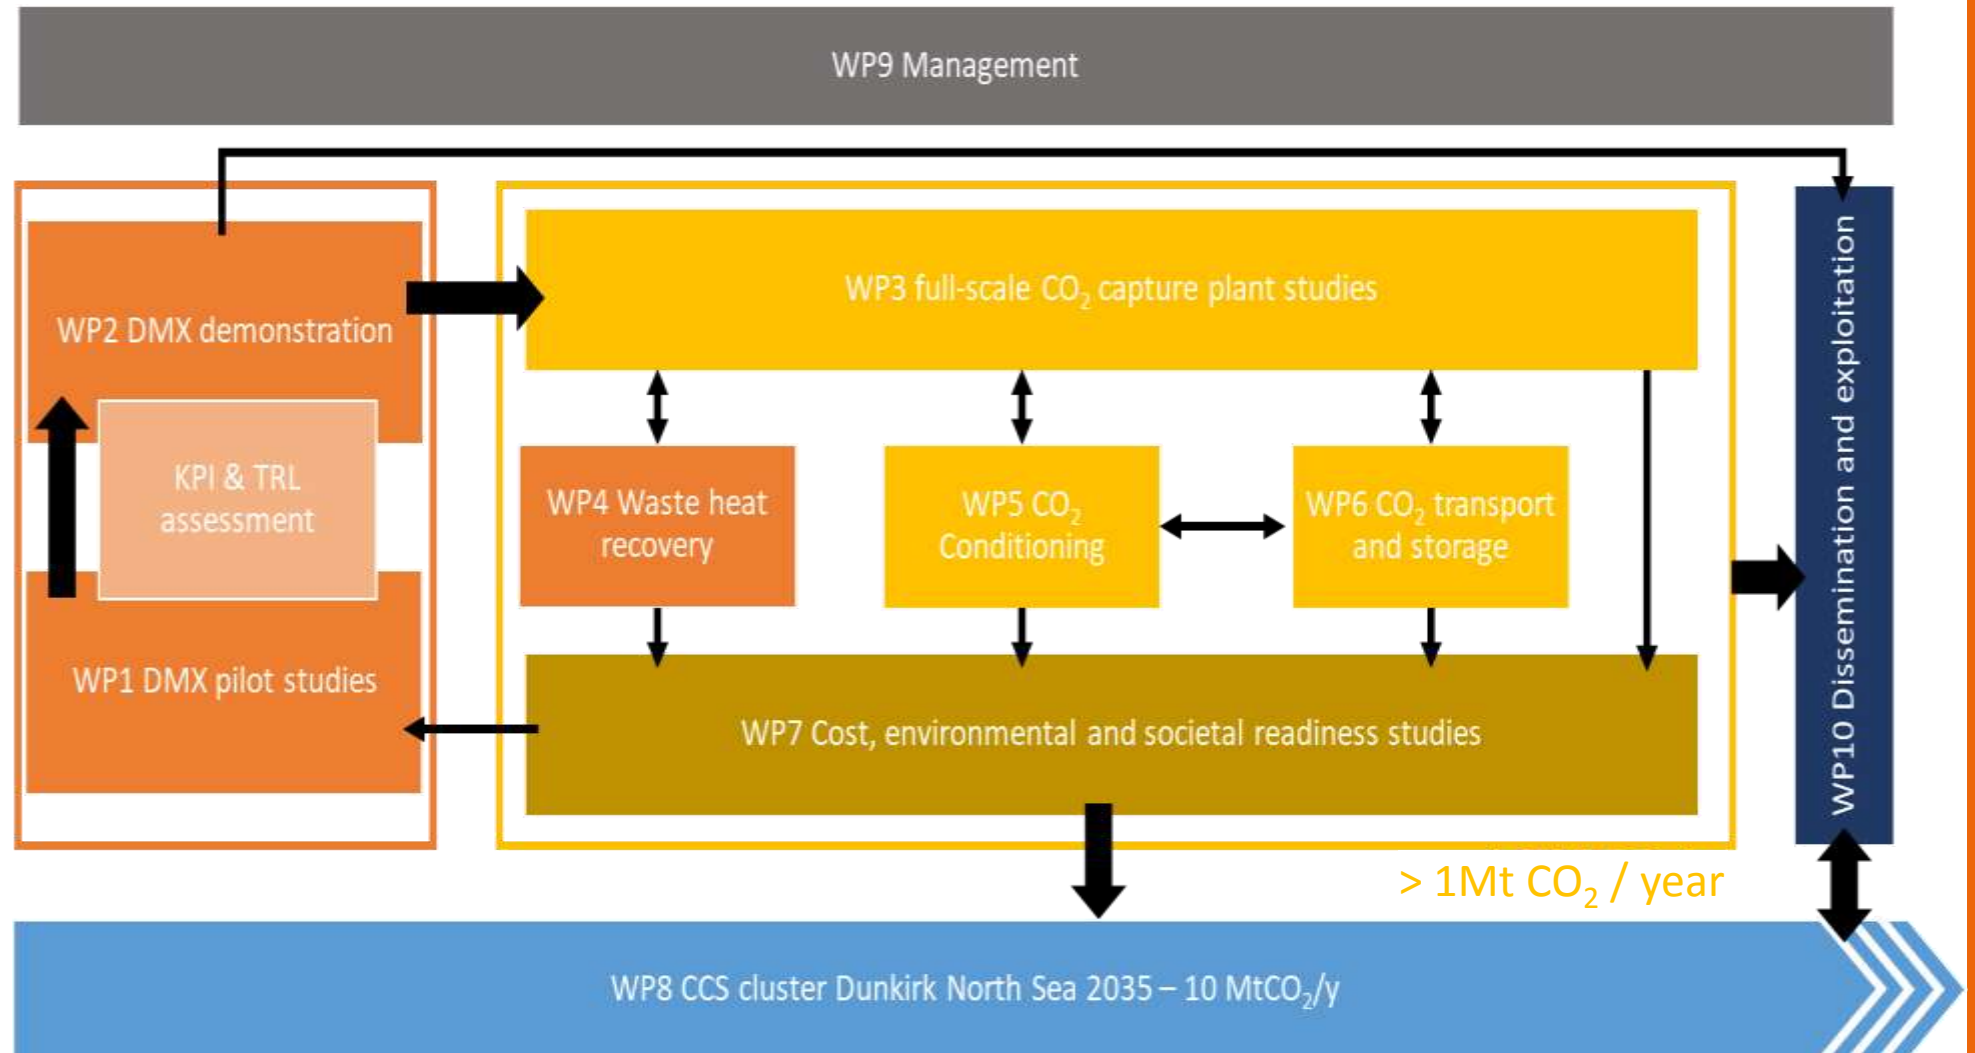 WP9 Management
WP2 DMX demonstration
KPI & TRL
assessment
WP1 DMX pilot studies
WP3 full-scale CO₂ capture plant studies
WP4 Waste heat
recovery
WP5 CO₂
Conditioning
WP6 CO₂ transport
and storage
WP7 Cost, environmental and societal readiness studies
WP10 Dissemination and exploitation
> 1Mt CO₂ / year
WP8 CCS cluster Dunkirk North Sea 2035 – 10 MtCO₂/y